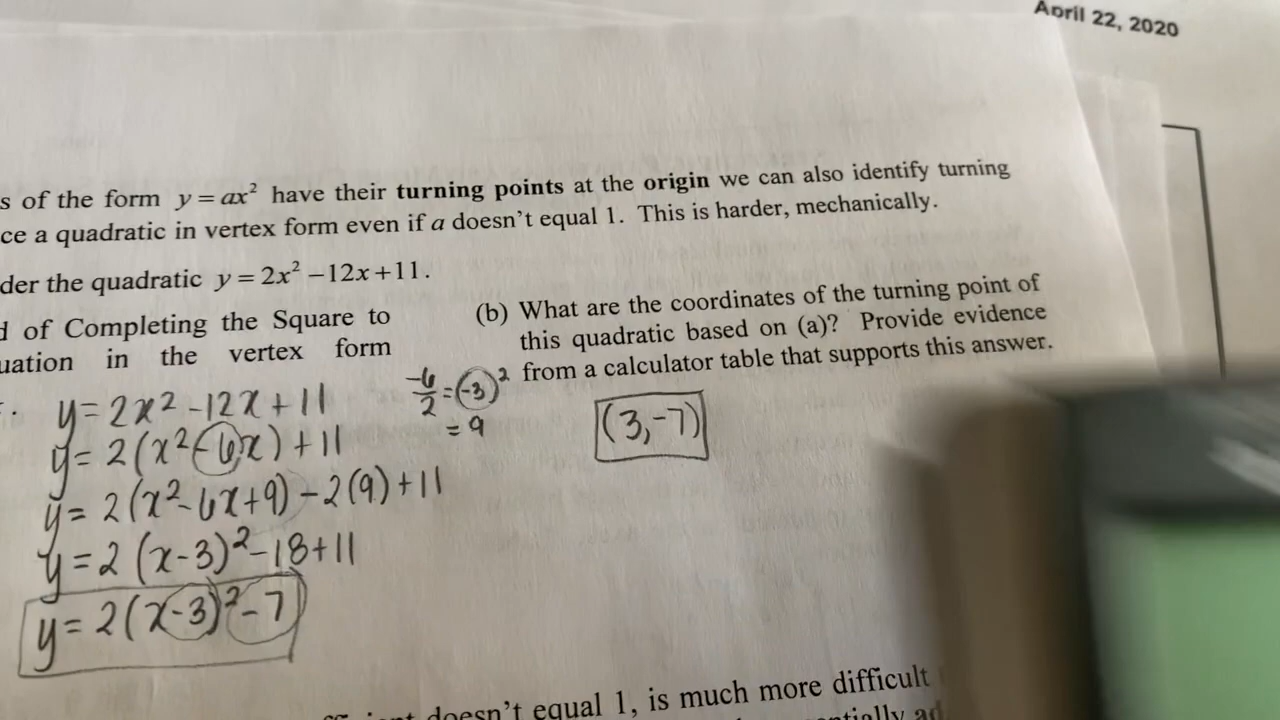 April 22, 2020
s of the form y = ax² have their turning points at the origin we can also identify turning
ce a quadratic in vertex form even if a doesn't equal 1. This is harder, mechanically.
der the quadratic y = 2x² − 12x + 11.
of Completing the Square to
uation in the vertex form
(b) What are the coordinates of the turning point of
this quadratic based on (a)? Provide evidence
from a calculator table that supports this answer.
y = 2x² - 12x + 11
y = 2(x² - 6x) + 11
y = 2(x² - 6x + 9) - 2(9) + 11
y = 2(x - 3)² - 18 + 11
y = 2(x - 3)² - 7
-6/2 = (-3)²
= 9
(3, -7)
doesn't equal 1, is much more difficult